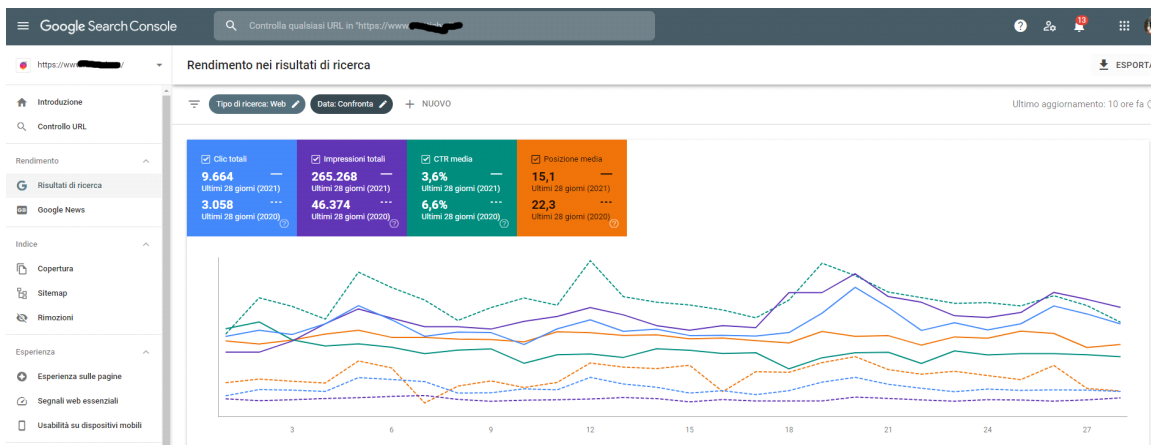 Google Search Console
Controlla qualsiasi URL in "https://www.
13
https://www
/
Rendimento nei risultati di ricerca
ESPORTA
Introduzione
Controllo URL
Tipo di ricerca: Web
Data: Confronta
NUOVO
Ultimo aggiornamento: 10 ore fa
Rendimento
Risultati di ricerca
Google News
Indice
Copertura
Sitemap
Rimozioni
Esperienza
Esperienza sulle pagine
Segnali web essenziali
Usabilità su dispositivi mobili
Clic totali
9.664
Ultimi 28 giorni (2021)
3.058
Ultimi 28 giorni (2020)
Impressioni totali
265.268
Ultimi 28 giorni (2021)
46.374
Ultimi 28 giorni (2020)
CTR media
3,6%
Ultimi 28 giorni (2021)
6,6%
Ultimi 28 giorni (2020)
Posizione media
15,1
Ultimi 28 giorni (2021)
22,3
Ultimi 28 giorni (2020)
3 6 9 12 15 18 21 24 27